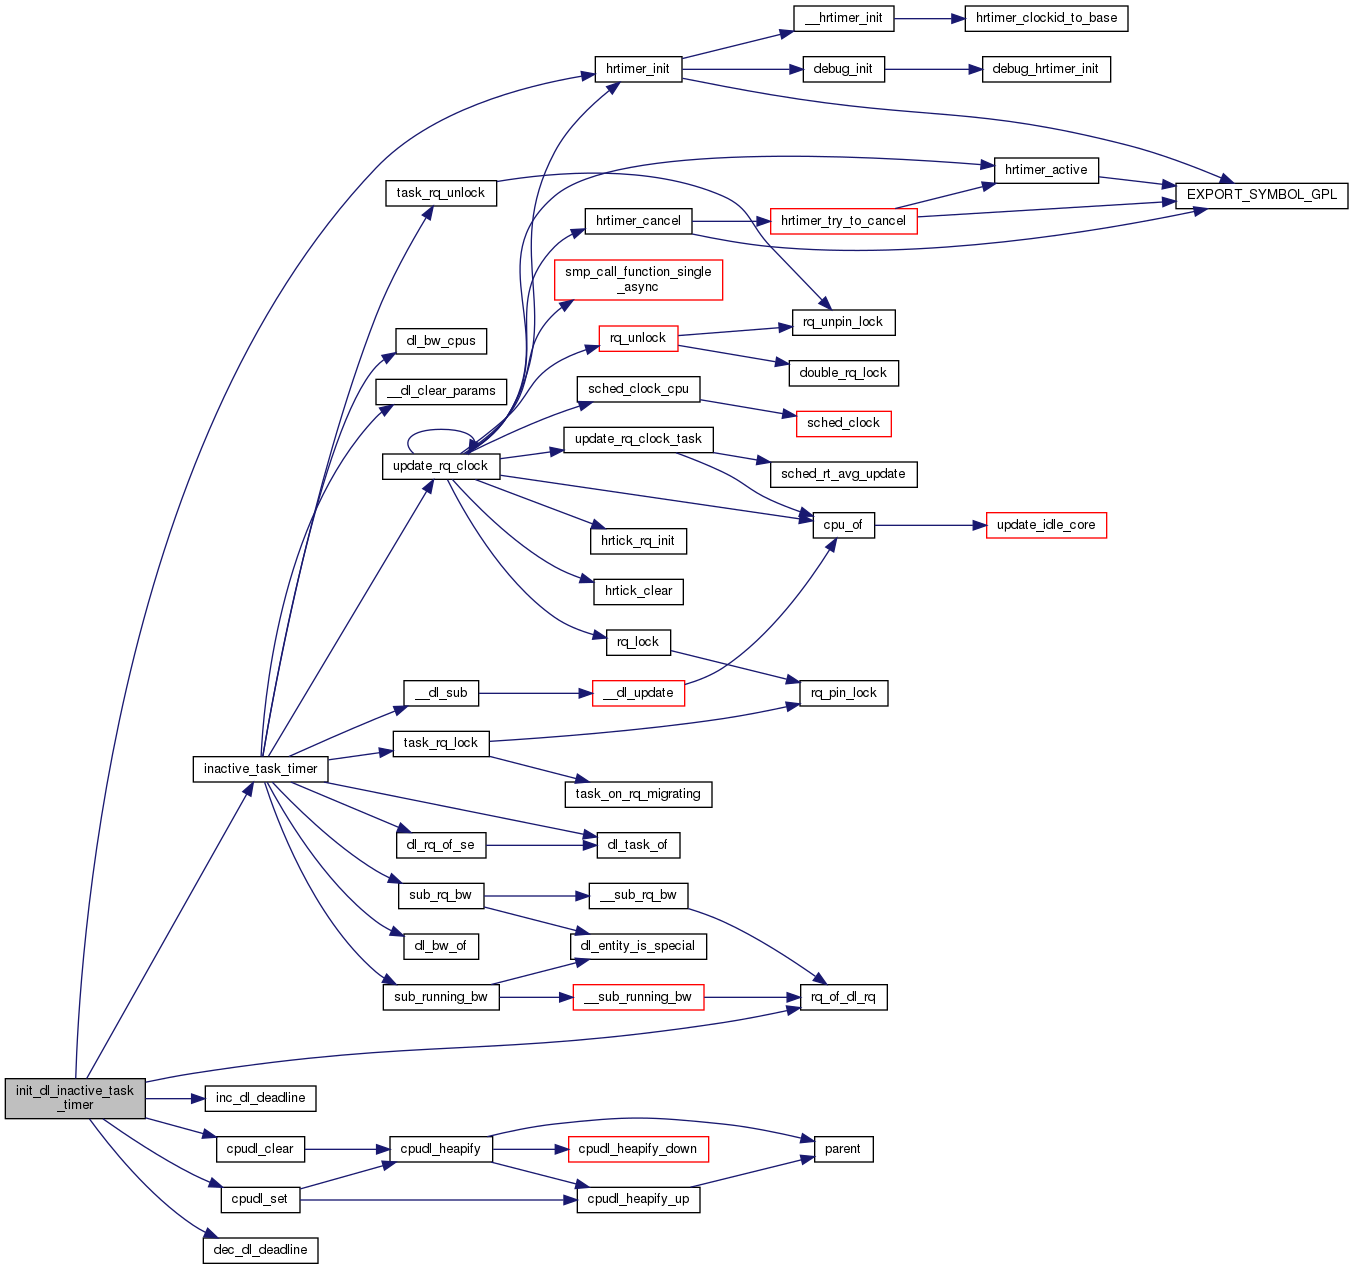 __hrtimer_init
hrtimer_clockid_to_base
hrtimer_init
debug_init
debug_hrtimer_init
hrtimer_active
task_rq_unlock
EXPORT_SYMBOL_GPL
hrtimer_cancel
hrtimer_try_to_cancel
smp_call_function_single
_async
rq_unpin_lock
dl_bw_cpus
rq_unlock
double_rq_lock
__dl_clear_params
sched_clock_cpu
sched_clock
update_rq_clock_task
update_rq_clock
sched_rt_avg_update
cpu_of
update_idle_core
hrtick_rq_init
hrtick_clear
rq_lock
__dl_sub
__dl_update
rq_pin_lock
task_rq_lock
inactive_task_timer
task_on_rq_migrating
dl_rq_of_se
dl_task_of
sub_rq_bw
__sub_rq_bw
dl_bw_of
dl_entity_is_special
sub_running_bw
__sub_running_bw
rq_of_dl_rq
init_dl_inactive_task
_timer
inc_dl_deadline
cpudl_clear
cpudl_heapify
cpudl_heapify_down
parent
cpudl_set
cpudl_heapify_up
dec_dl_deadline